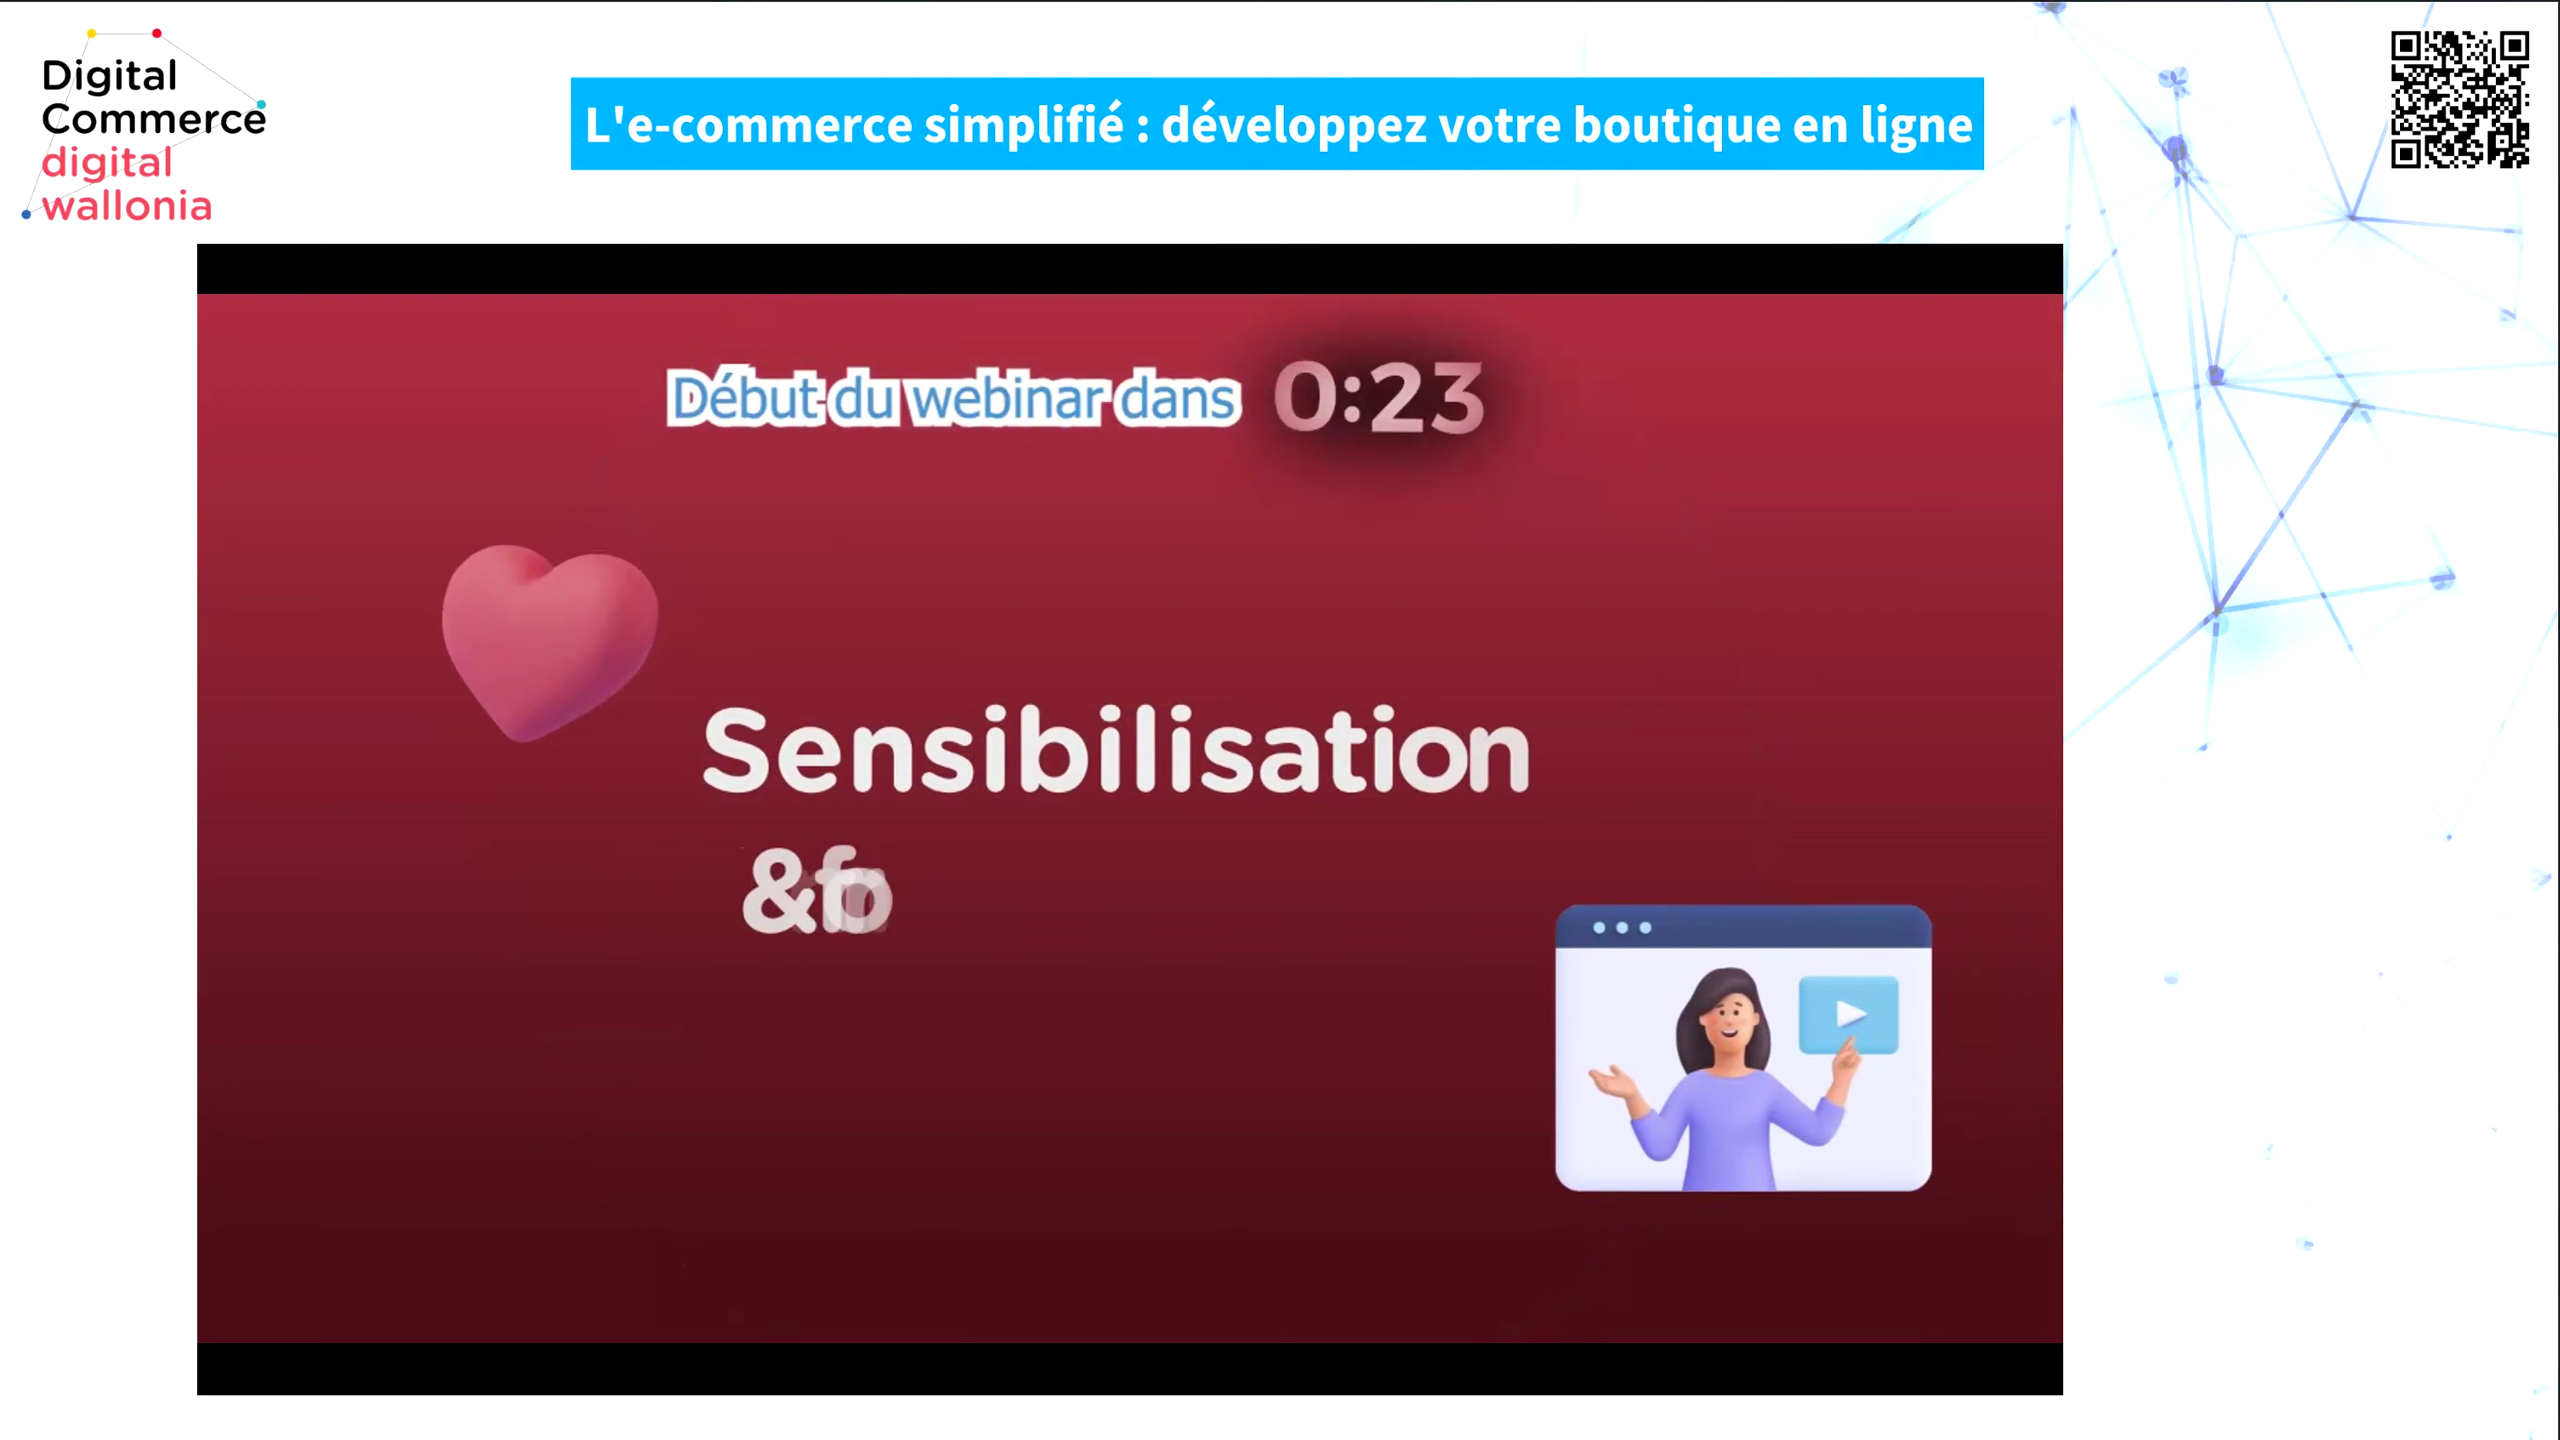 Digital
Commerce
digital
wallonia
L'e-commerce simplifié : développez votre boutique en ligne
Début du webinar dans 0:23
Sensibilisation
&